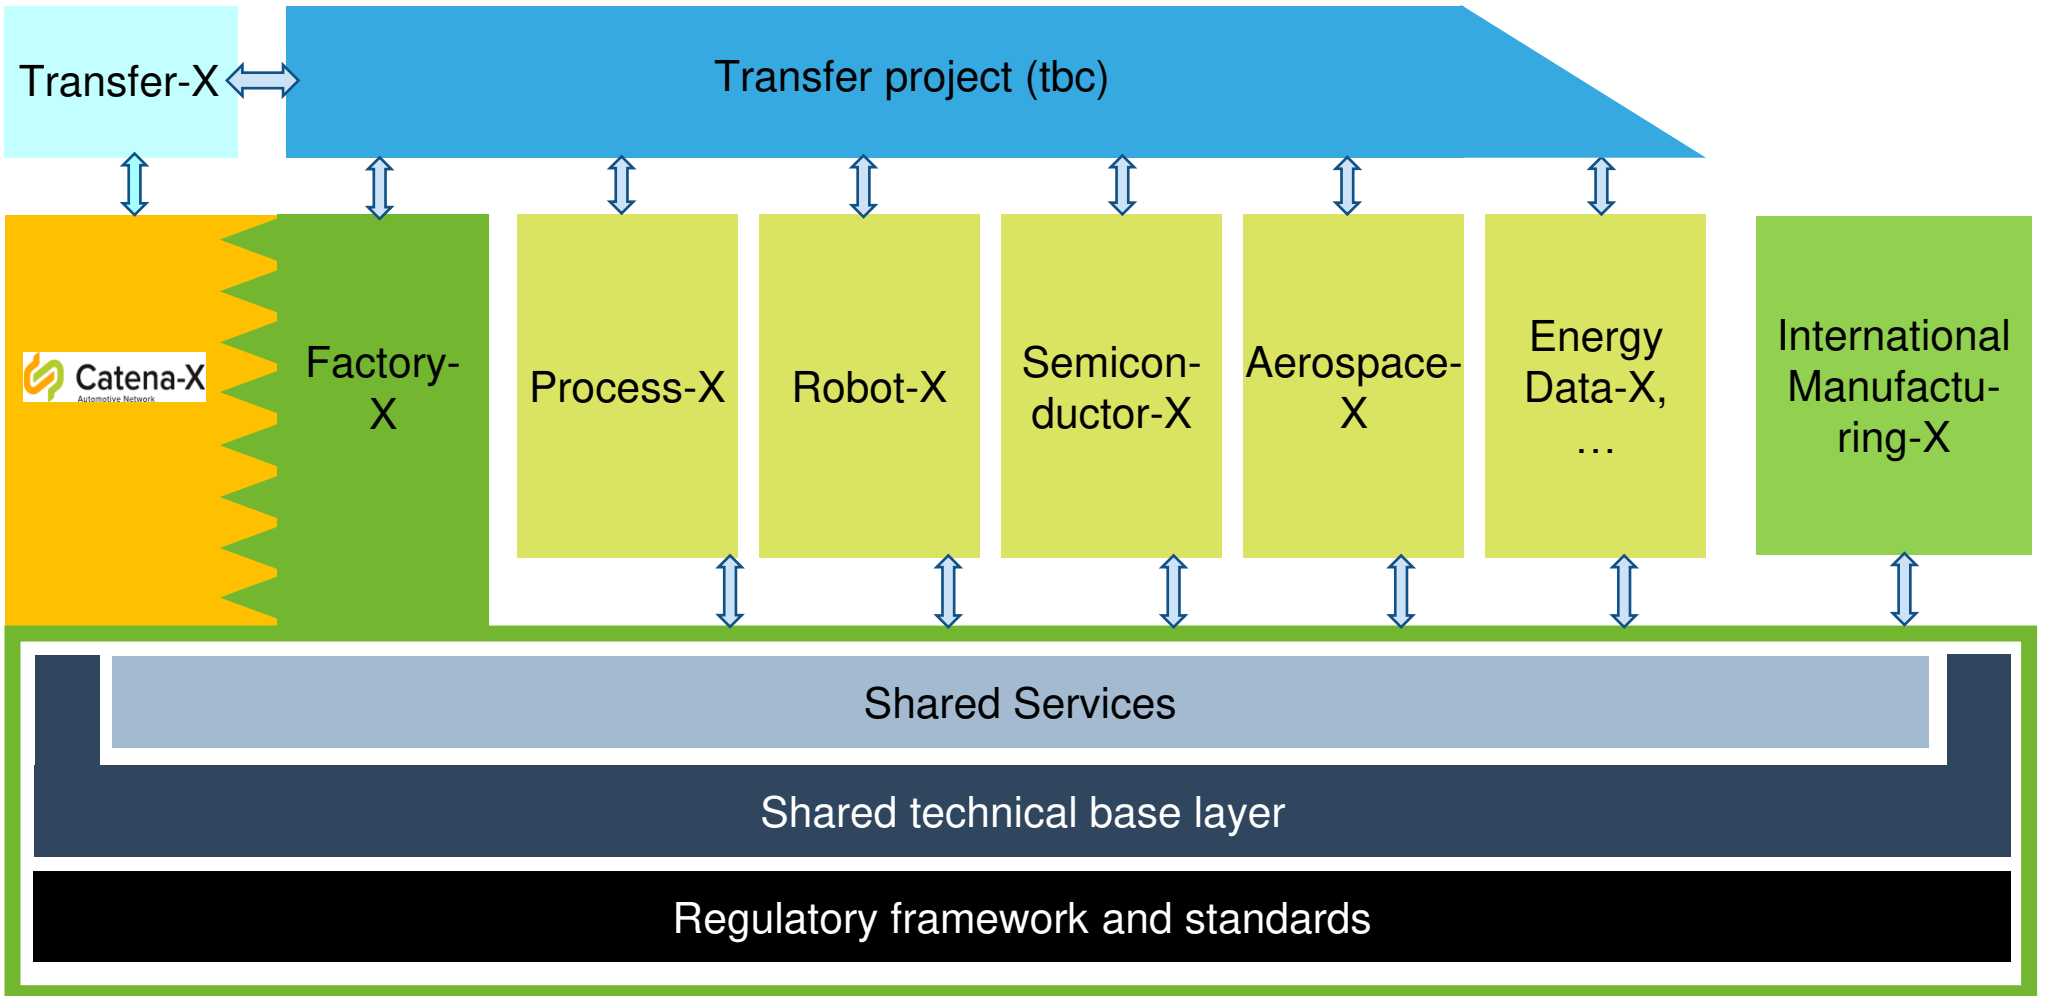 Transfer-X
Transfer project (tbc)
Catena-X
Automotive Network
Factory-
X
Process-X
Robot-X
Semicon-
ductor-X
Aerospace-
X
Energy
Data-X,
…
International
Manufactu-
ring-X
Shared Services
Shared technical base layer
Regulatory framework and standards